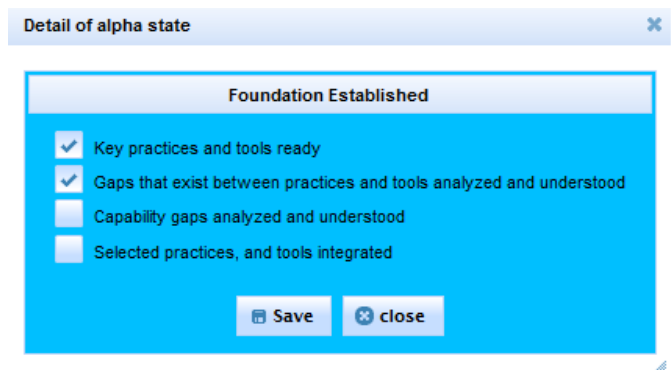 Detail of alpha state
Foundation Established
Key practices and tools ready
Gaps that exist between practices and tools analyzed and understood
Capability gaps analyzed and understood
Selected practices, and tools integrated
Save close